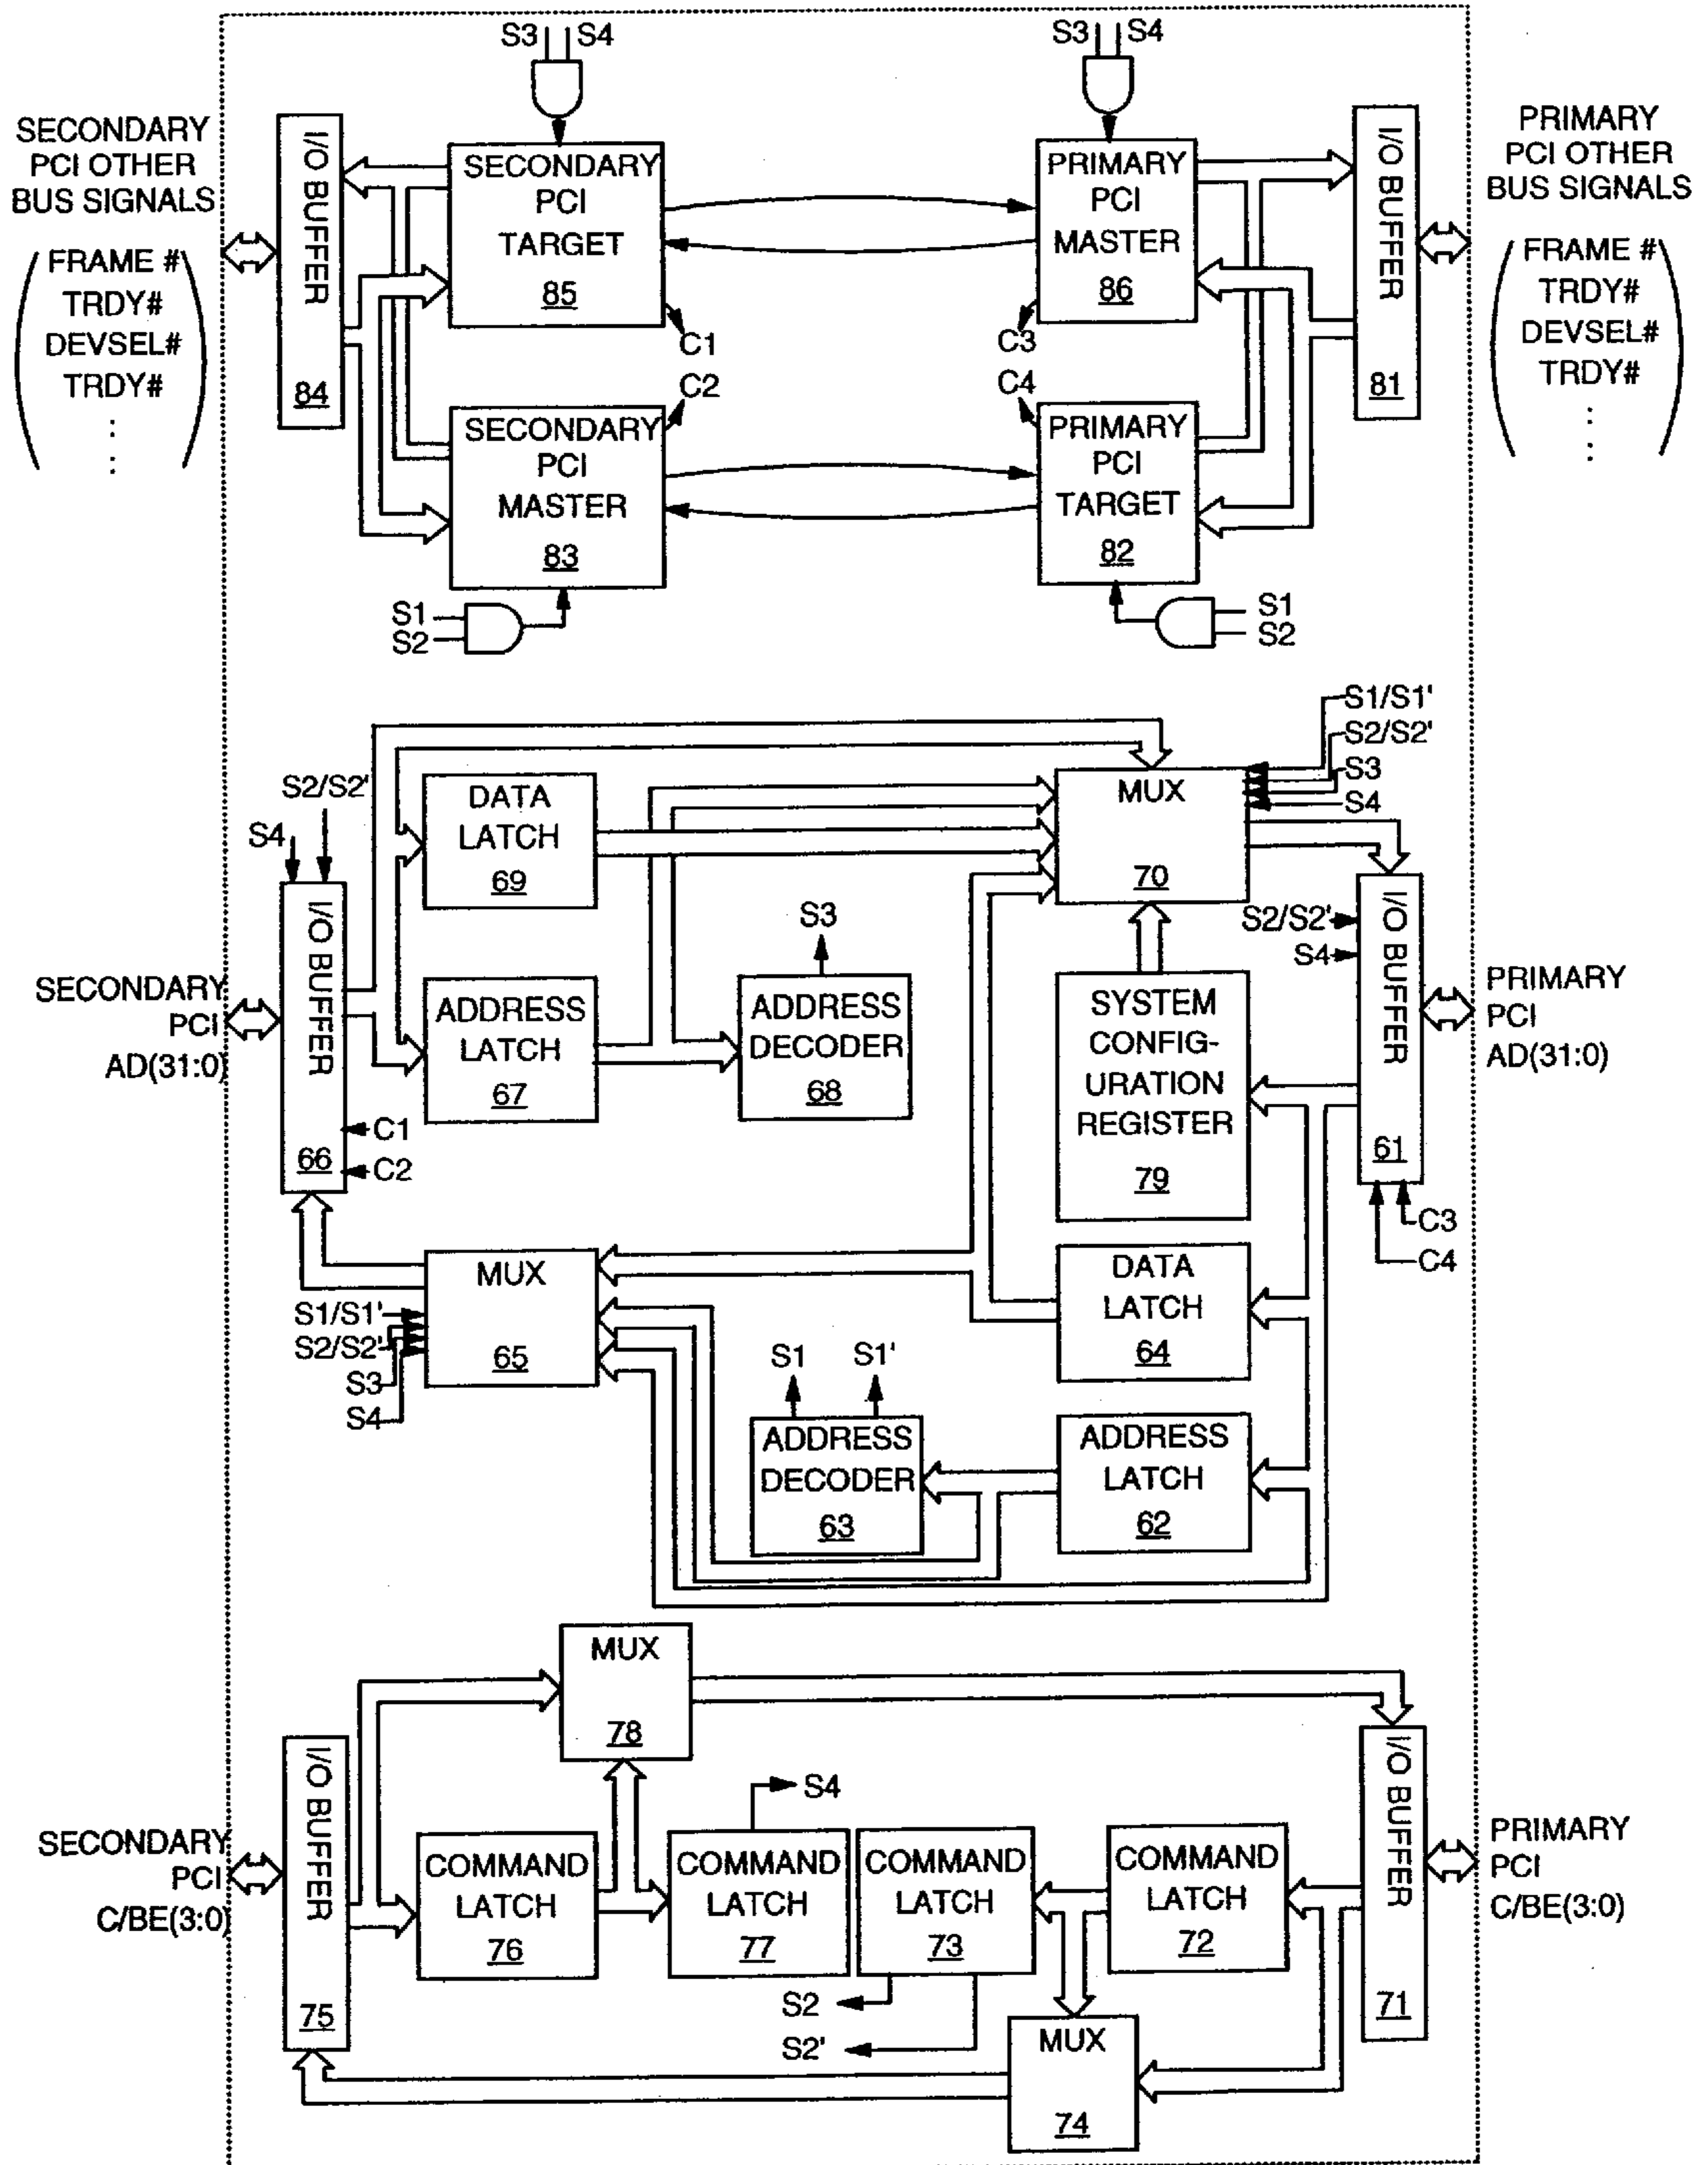 S3 S4
S3 S4
SECONDARY
PCI OTHER
BUS SIGNALS
FRAME #
TRDY#
DEVSEL#
TRDY#
I/O BUFFER
84
SECONDARY
PCI
TARGET
85
C1
C2
SECONDARY
PCI
MASTER
83
S1
S2
PRIMARY
PCI
MASTER
86
C3
C4
PRIMARY
PCI
TARGET
82
S1
S2
I/O BUFFER
81
PRIMARY
PCI OTHER
BUS SIGNALS
FRAME #
TRDY#
DEVSEL#
TRDY#
S2/S2'
S4
I/O BUFFER
66
C1
C2
SECONDARY
PCI
AD(31:0)
DATA
LATCH
69
ADDRESS
LATCH
67
S3
ADDRESS
DECODER
68
MUX
70
S1/S1'
S2/S2'
S3
S4
SYSTEM
CONFIG-
URATION
REGISTER
79
S2/S2'
S4
I/O BUFFER
61
C3
C4
PRIMARY
PCI
AD(31:0)
MUX
65
S1/S1'
S2/S2'
S3
S4
S1 S1'
ADDRESS
DECODER
63
DATA
LATCH
64
ADDRESS
LATCH
62
MUX
78
SECONDARY
PCI
C/BE(3:0)
I/O BUFFER
75
COMMAND
LATCH
76
S4
COMMAND
LATCH
77
COMMAND
LATCH
73
S2
S2'
COMMAND
LATCH
72
MUX
74
I/O BUFFER
71
PRIMARY
PCI
C/BE(3:0)